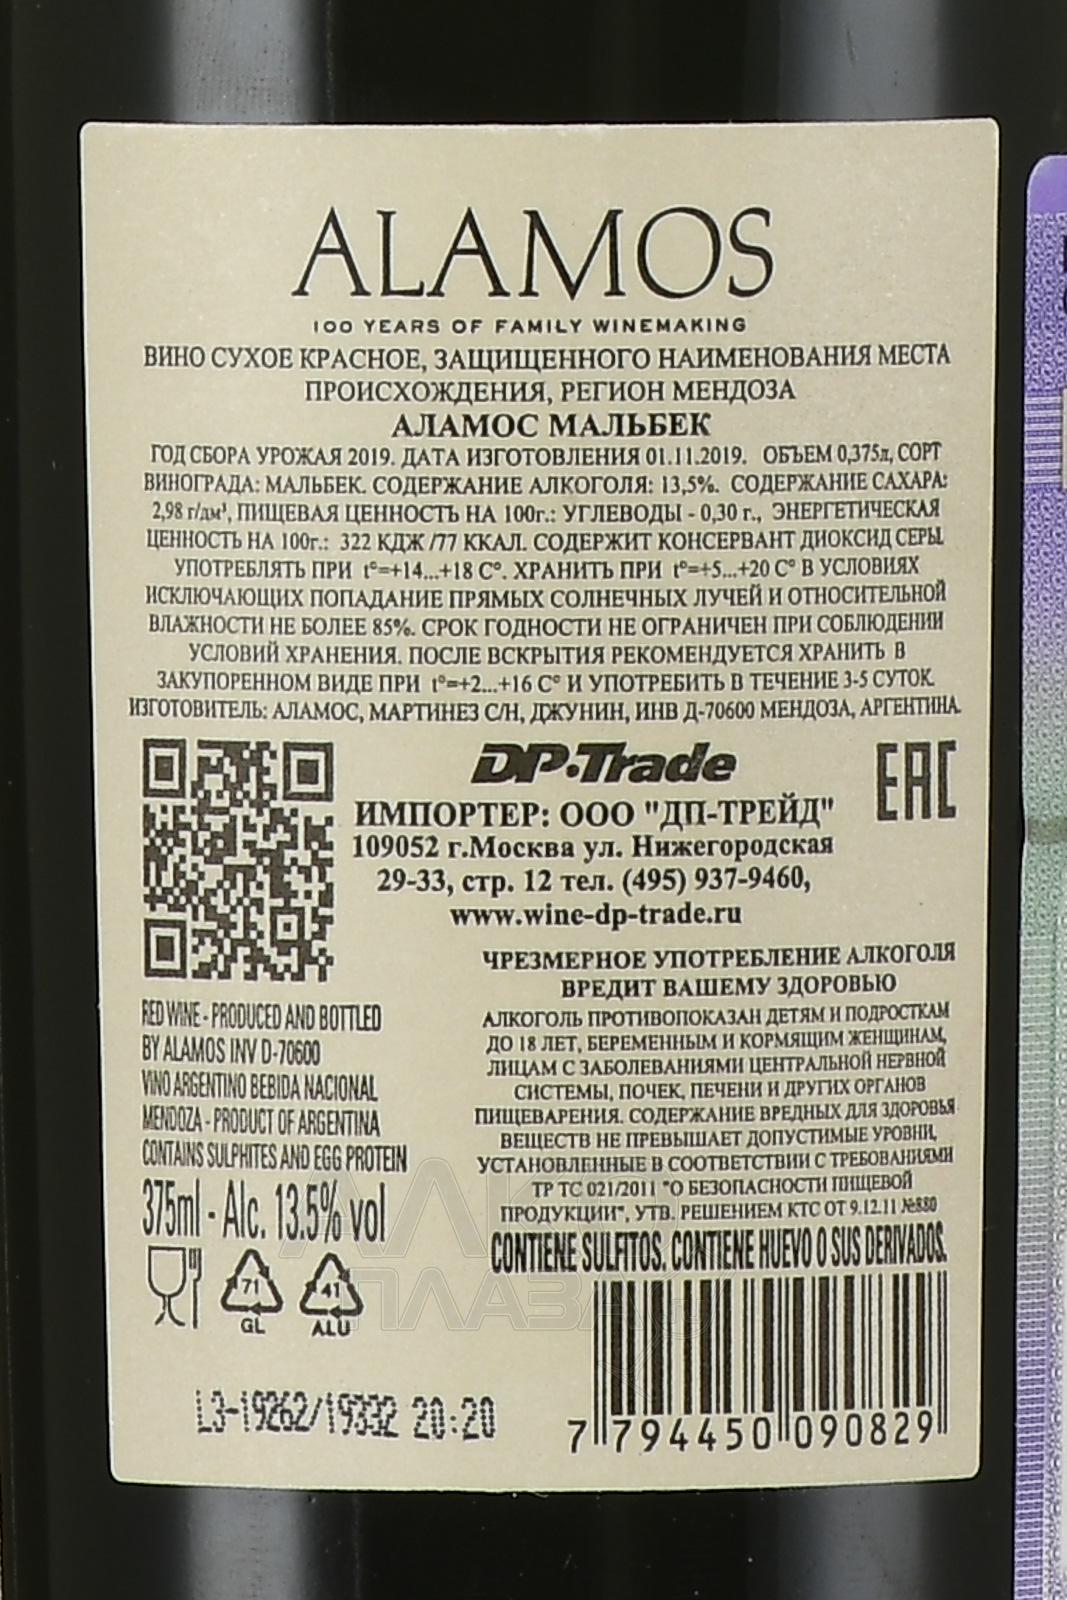 ALAMOS
100 YEARS OF FAMILY WINEMAKING
ВИНО СУХОЕ КРАСНОЕ, ЗАЩИЩЕННОГО НАИМЕНОВАНИЯ МЕСТА
ПРОИСХОЖДЕНИЯ, РЕГИОН МЕНДОЗА
АЛАМОС МАЛЬБЕК
ГОД СБОРА УРОЖАЯ 2019. ДАТА ИЗГОТОВЛЕНИЯ 01.11.2019. ОБЪЕМ 0,375л, СОРТ
ВИНОГРАДА: МАЛЬБЕК. СОДЕРЖАНИЕ АЛКОГОЛЯ: 13,5%. СОДЕРЖАНИЕ САХАРА:
2,98 г/дм³, ПИЩЕВАЯ ЦЕННОСТЬ НА 100г.: УГЛЕВОДЫ - 0,30 г., ЭНЕРГЕТИЧЕСКАЯ
ЦЕННОСТЬ НА 100г.: 322 КДЖ /77 ККАЛ. СОДЕРЖИТ КОНСЕРВАНТ ДИОКСИД СЕРЫ.
УПОТРЕБЛЯТЬ ПРИ t°=+14...+18 С°. ХРАНИТЬ ПРИ t°=+5...+20 С° В УСЛОВИЯХ
ИСКЛЮЧАЮЩИХ ПОПАДАНИЕ ПРЯМЫХ СОЛНЕЧНЫХ ЛУЧЕЙ И ОТНОСИТЕЛЬНОЙ
ВЛАЖНОСТИ НЕ БОЛЕЕ 85%. СРОК ГОДНОСТИ НЕ ОГРАНИЧЕН ПРИ СОБЛЮДЕНИИ
УСЛОВИЙ ХРАНЕНИЯ. ПОСЛЕ ВСКРЫТИЯ РЕКОМЕНДУЕТСЯ ХРАНИТЬ В
ЗАКУПОРЕННОМ ВИДЕ ПРИ t°=+2...+16 С° И УПОТРЕБИТЬ В ТЕЧЕНИЕ 3-5 СУТОК.
ИЗГОТОВИТЕЛЬ: АЛАМОС, МАРТИНЕЗ С/Н, ДЖУНИН, ИНВ Д-70600 МЕНДОЗА, АРГЕНТИНА.
DP-Trade
EAC
ИМПОРТЕР: ООО "ДП-ТРЕЙД"
109052 г.Москва ул. Нижегородская
29-33, стр. 12 тел. (495) 937-9460,
www.wine-dp-trade.ru
ЧРЕЗМЕРНОЕ УПОТРЕБЛЕНИЕ АЛКОГОЛЯ
ВРЕДИТ ВАШЕМУ ЗДОРОВЬЮ
АЛКОГОЛЬ ПРОТИВОПОКАЗАН ДЕТЯМ И ПОДРОСТКАМ
ДО 18 ЛЕТ, БЕРЕМЕННЫМ И КОРМЯЩИМ ЖЕНЩИНАМ,
ЛИЦАМ С ЗАБОЛЕВАНИЯМИ ЦЕНТРАЛЬНОЙ НЕРВНОЙ
СИСТЕМЫ, ПОЧЕК, ПЕЧЕНИ И ДРУГИХ ОРГАНОВ
ПИЩЕВАРЕНИЯ. СОДЕРЖАНИЕ ВРЕДНЫХ ДЛЯ ЗДОРОВЬЯ
ВЕЩЕСТВ НЕ ПРЕВЫШАЕТ ДОПУСТИМЫЕ УРОВНИ,
УСТАНОВЛЕННЫЕ В СООТВЕТСТВИИ С ТРЕБОВАНИЯМИ
ТР ТС 021/2011 "О БЕЗОПАСНОСТИ ПИЩЕВОЙ
ПРОДУКЦИИ", УТВ. РЕШЕНИЕМ КТС ОТ 9.12.11 №880
CONTIENE SULFITOS. CONTIENE HUEVO O SUS DERIVADOS.
RED WINE - PRODUCED AND BOTTLED
BY ALAMOS INV D-70600
VINO ARGENTINO BEBIDA NACIONAL
MENDOZA - PRODUCT OF ARGENTINA
CONTAINS SULPHITES AND EGG PROTEIN
375ml - Alc. 13.5% vol
71
GL
41
ALU
L3-19262/19332 20:20
7 794450 090829
АЛКО
ПЛАЗА